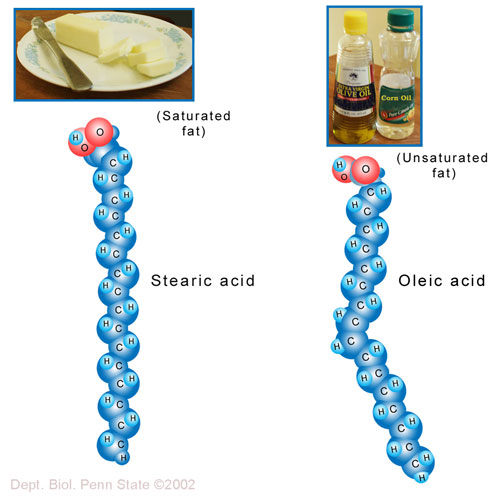 EXTRA VIRGIN
OLIVE OIL
Corn Oil
(Saturated
fat)
(Unsaturated
fat)
Stearic acid
Oleic acid
Dept. Biol. Penn State ©2002